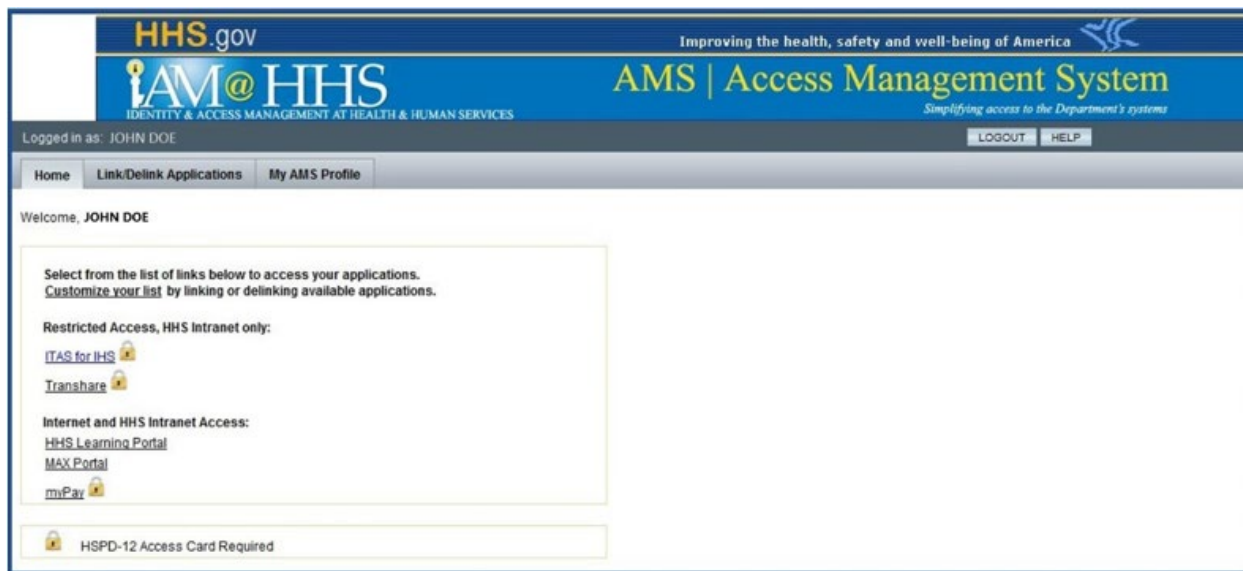 HHS.gov
Improving the health, safety and well-being of America
iAM@HHS
AMS | Access Management System
IDENTITY & ACCESS MANAGEMENT AT HEALTH & HUMAN SERVICES
Simplifying access to the Department's systems
Logged in as: JOHN DOE
LOGOUT HELP
Home Link/Delink Applications My AMS Profile
Welcome, JOHN DOE
Select from the list of links below to access your applications.
Customize your list by linking or delinking available applications.
Restricted Access, HHS Intranet only:
ITAS for IHS
Transhare
Internet and HHS Intranet Access:
HHS Learning Portal
MAX Portal
myPay
HSPD-12 Access Card Required